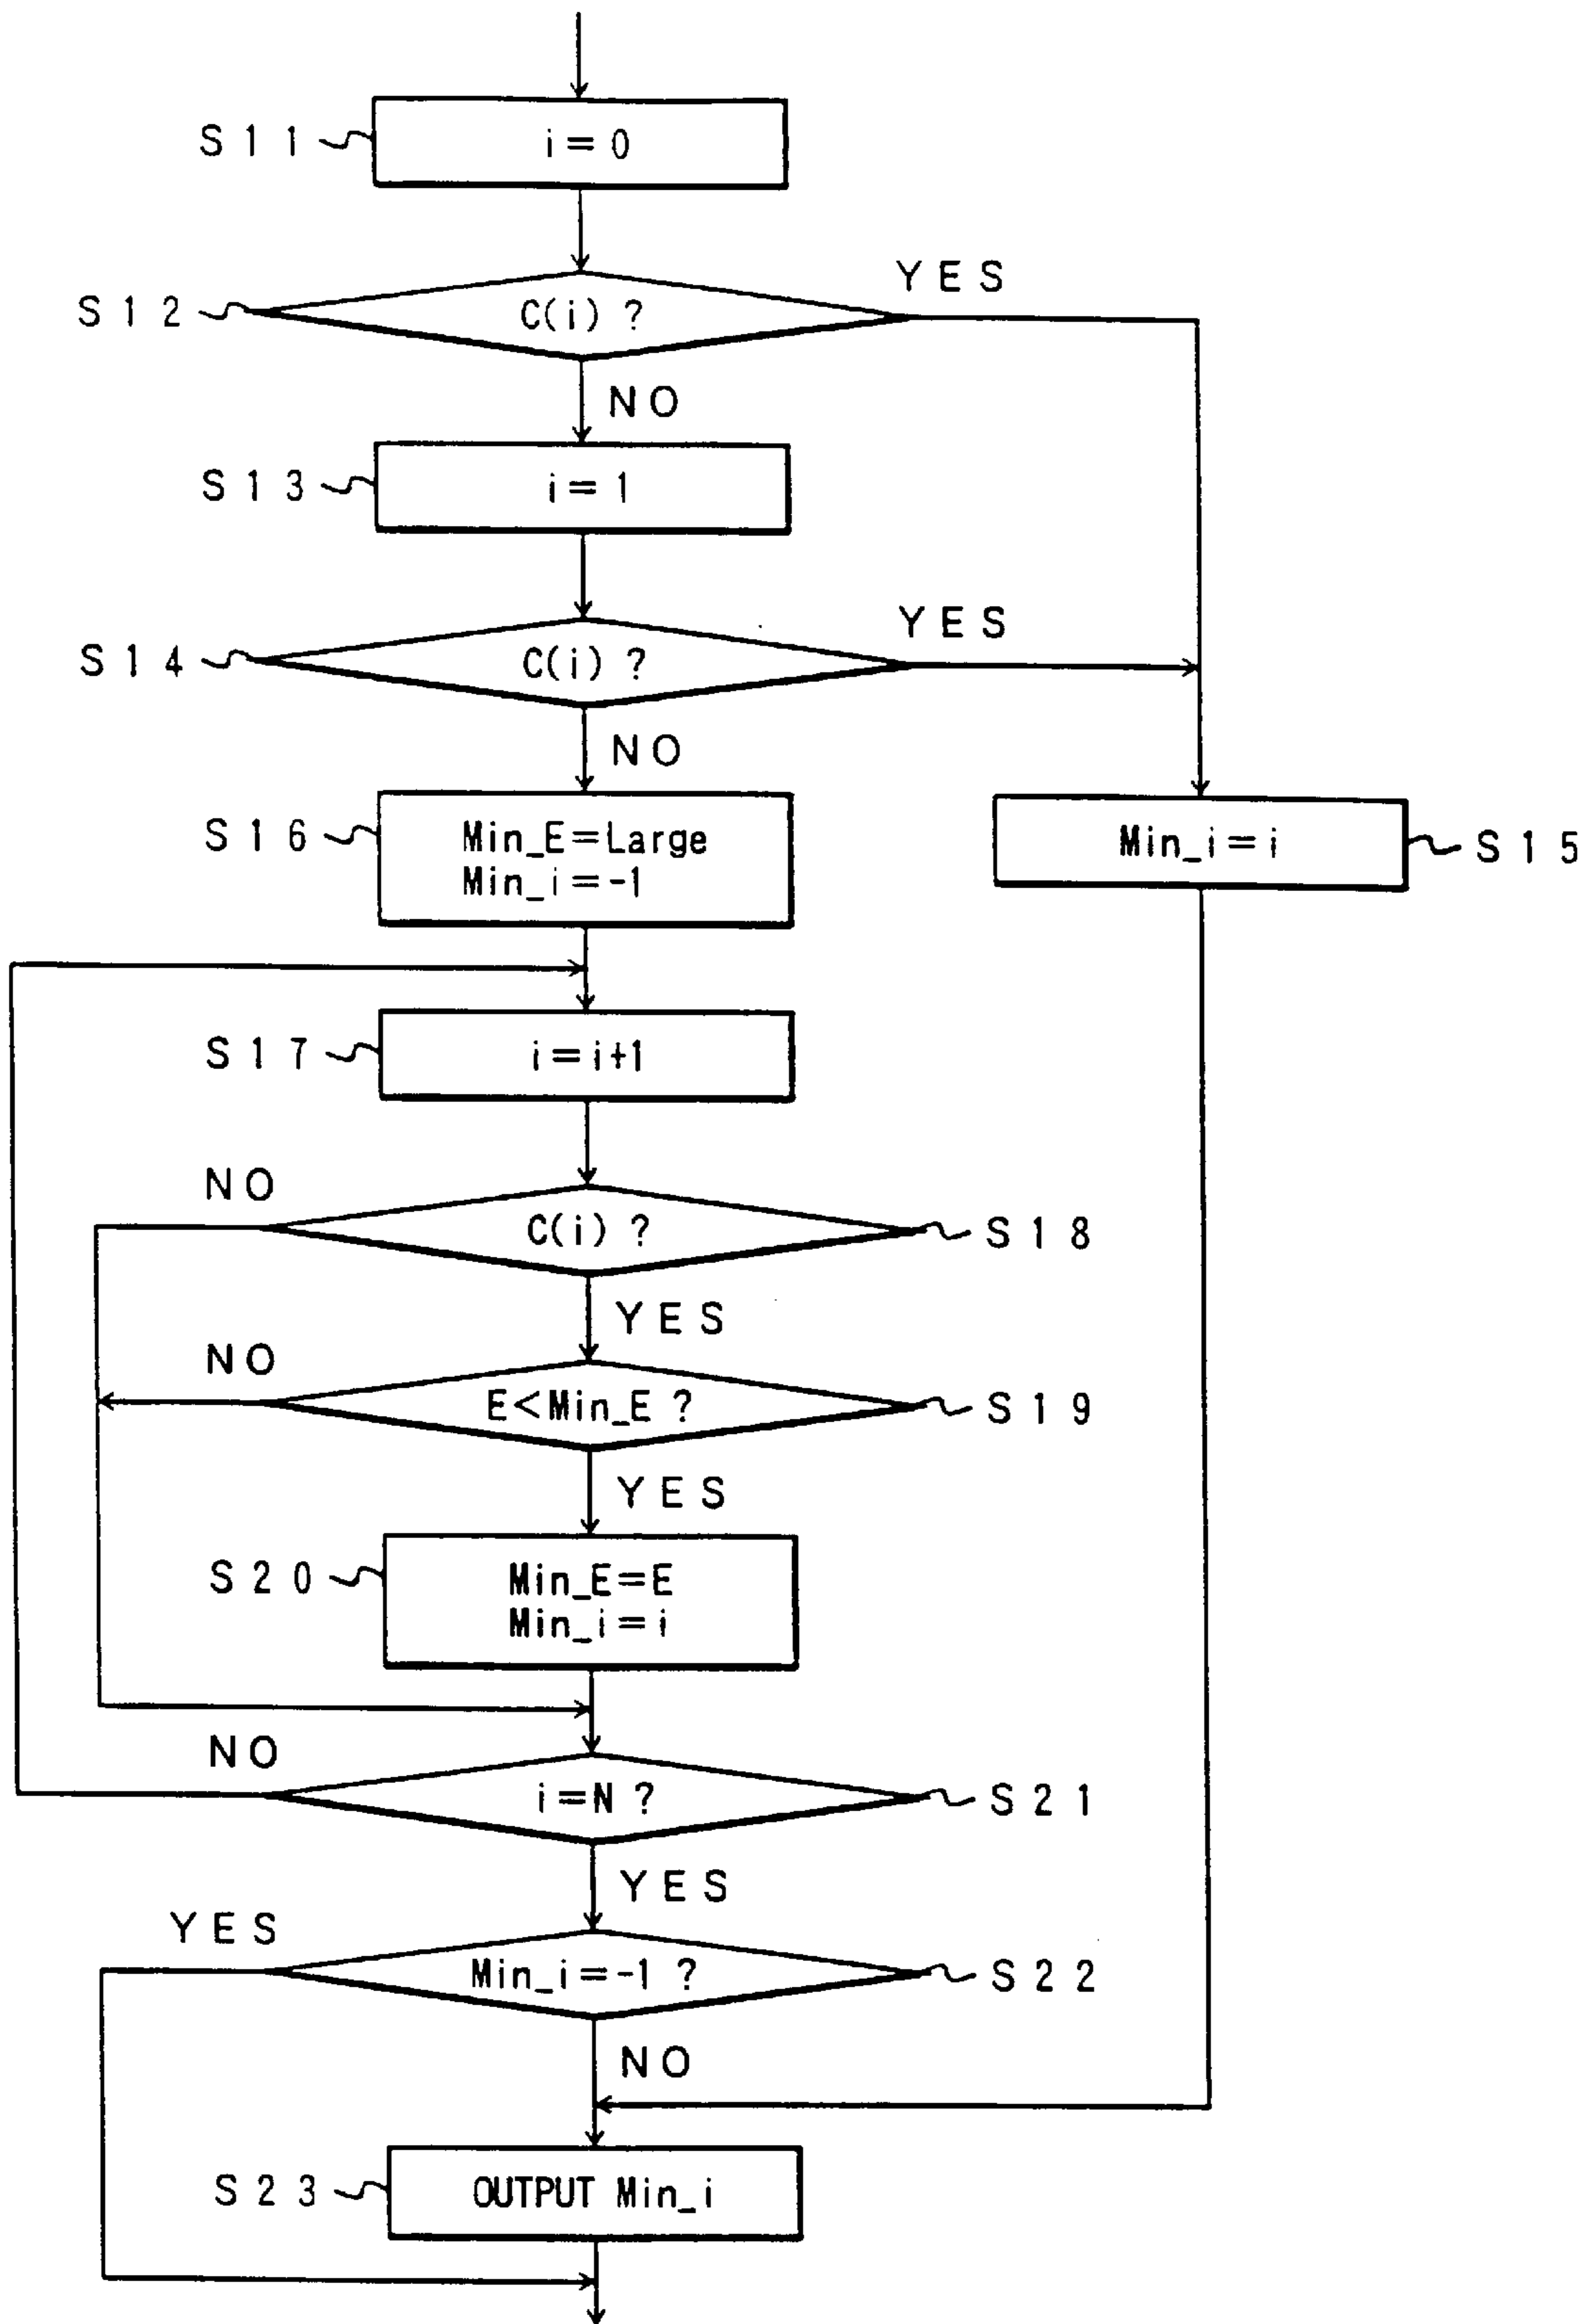 S11
i=0
S12
C(i) ?
YES
NO
S13
i=1
S14
C(i) ?
YES
NO
S16
Min_E=Large
Min_i=-1
Min_i=i
S15
S17
i=i+1
NO
C(i) ?
S18
YES
NO
E<Min_E ?
S19
YES
S20
Min_E=E
Min_i=i
NO
i=N ?
S21
YES
YES
Min_i=-1 ?
S22
NO
S23
OUTPUT Min_i